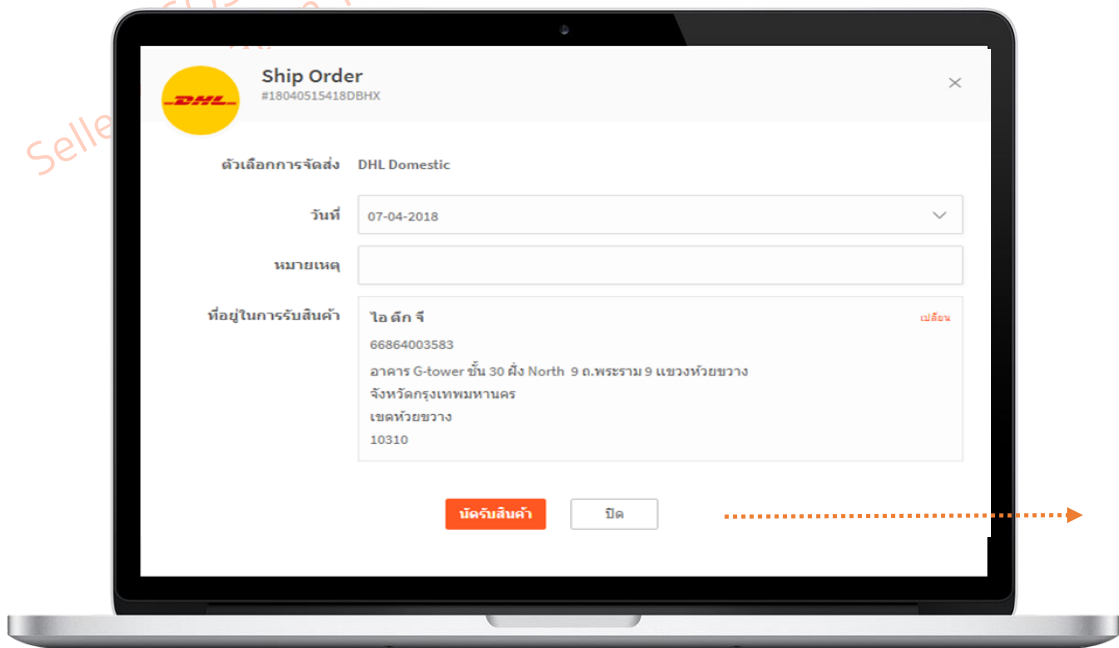 Ship Order
#18040515418DBHX
DHL
Selle
ตัวเลือกการจัดส่ง DHL Domestic
วันที่ 07-04-2018
หมายเหตุ
ที่อยู่ในการรับสินค้า ไอ ตึก จี เปลี่ยน
66864003583
อาคาร G-tower ชั้น 30 ฝั่ง North 9 ถ.พระราม 9 แขวงห้วยขวาง
จังหวัดกรุงเทพมหานคร
เขตห้วยขวาง
10310
นัดรับสินค้า ปิด